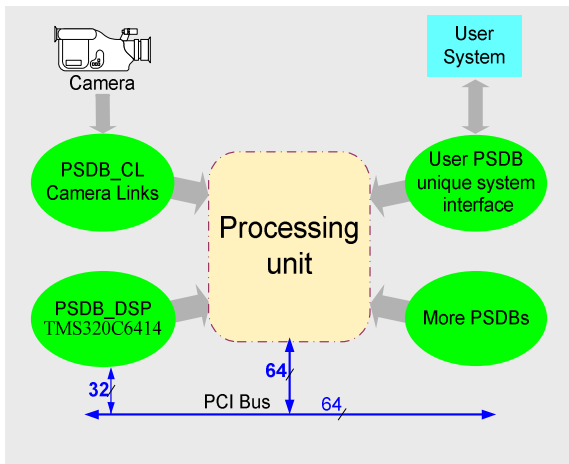 Camera
User
System
PSDB_CL
Camera Links
User PSDB
unique system
interface
Processing
unit
PSDB_DSP
TMS320C6414
More PSDBs
32
64
PCI Bus
64